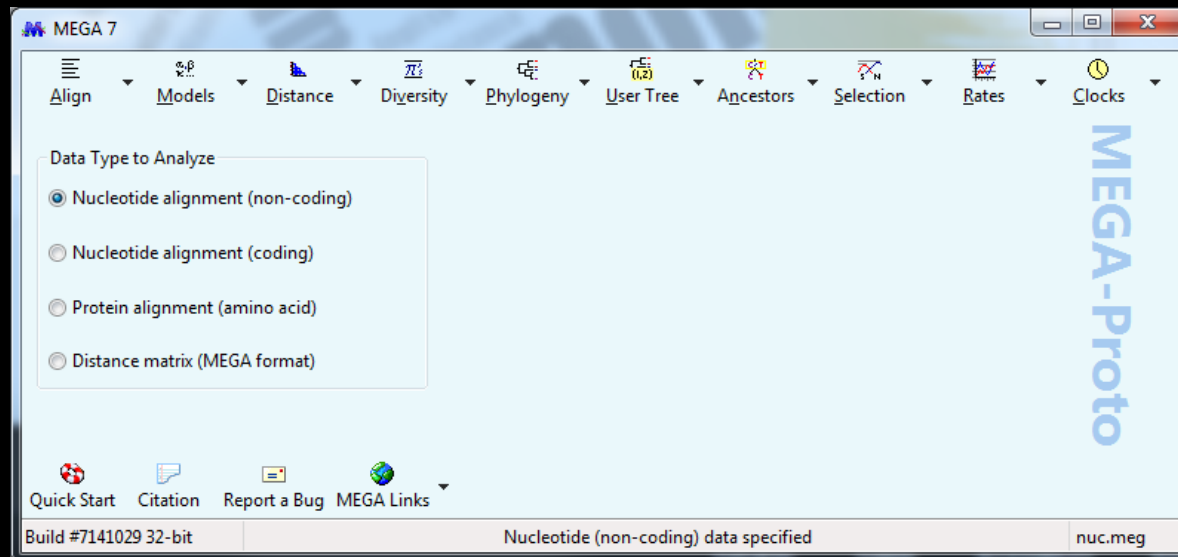 MEGA 7
Align Models Distance Diversity Phylogeny User Tree Ancestors Selection Rates Clocks
Data Type to Analyze
Nucleotide alignment (non-coding)
Nucleotide alignment (coding)
Protein alignment (amino acid)
Distance matrix (MEGA format)
MEGA-Proto
Quick Start Citation Report a Bug MEGA Links
Build #7141029 32-bit Nucleotide (non-coding) data specified nuc.meg